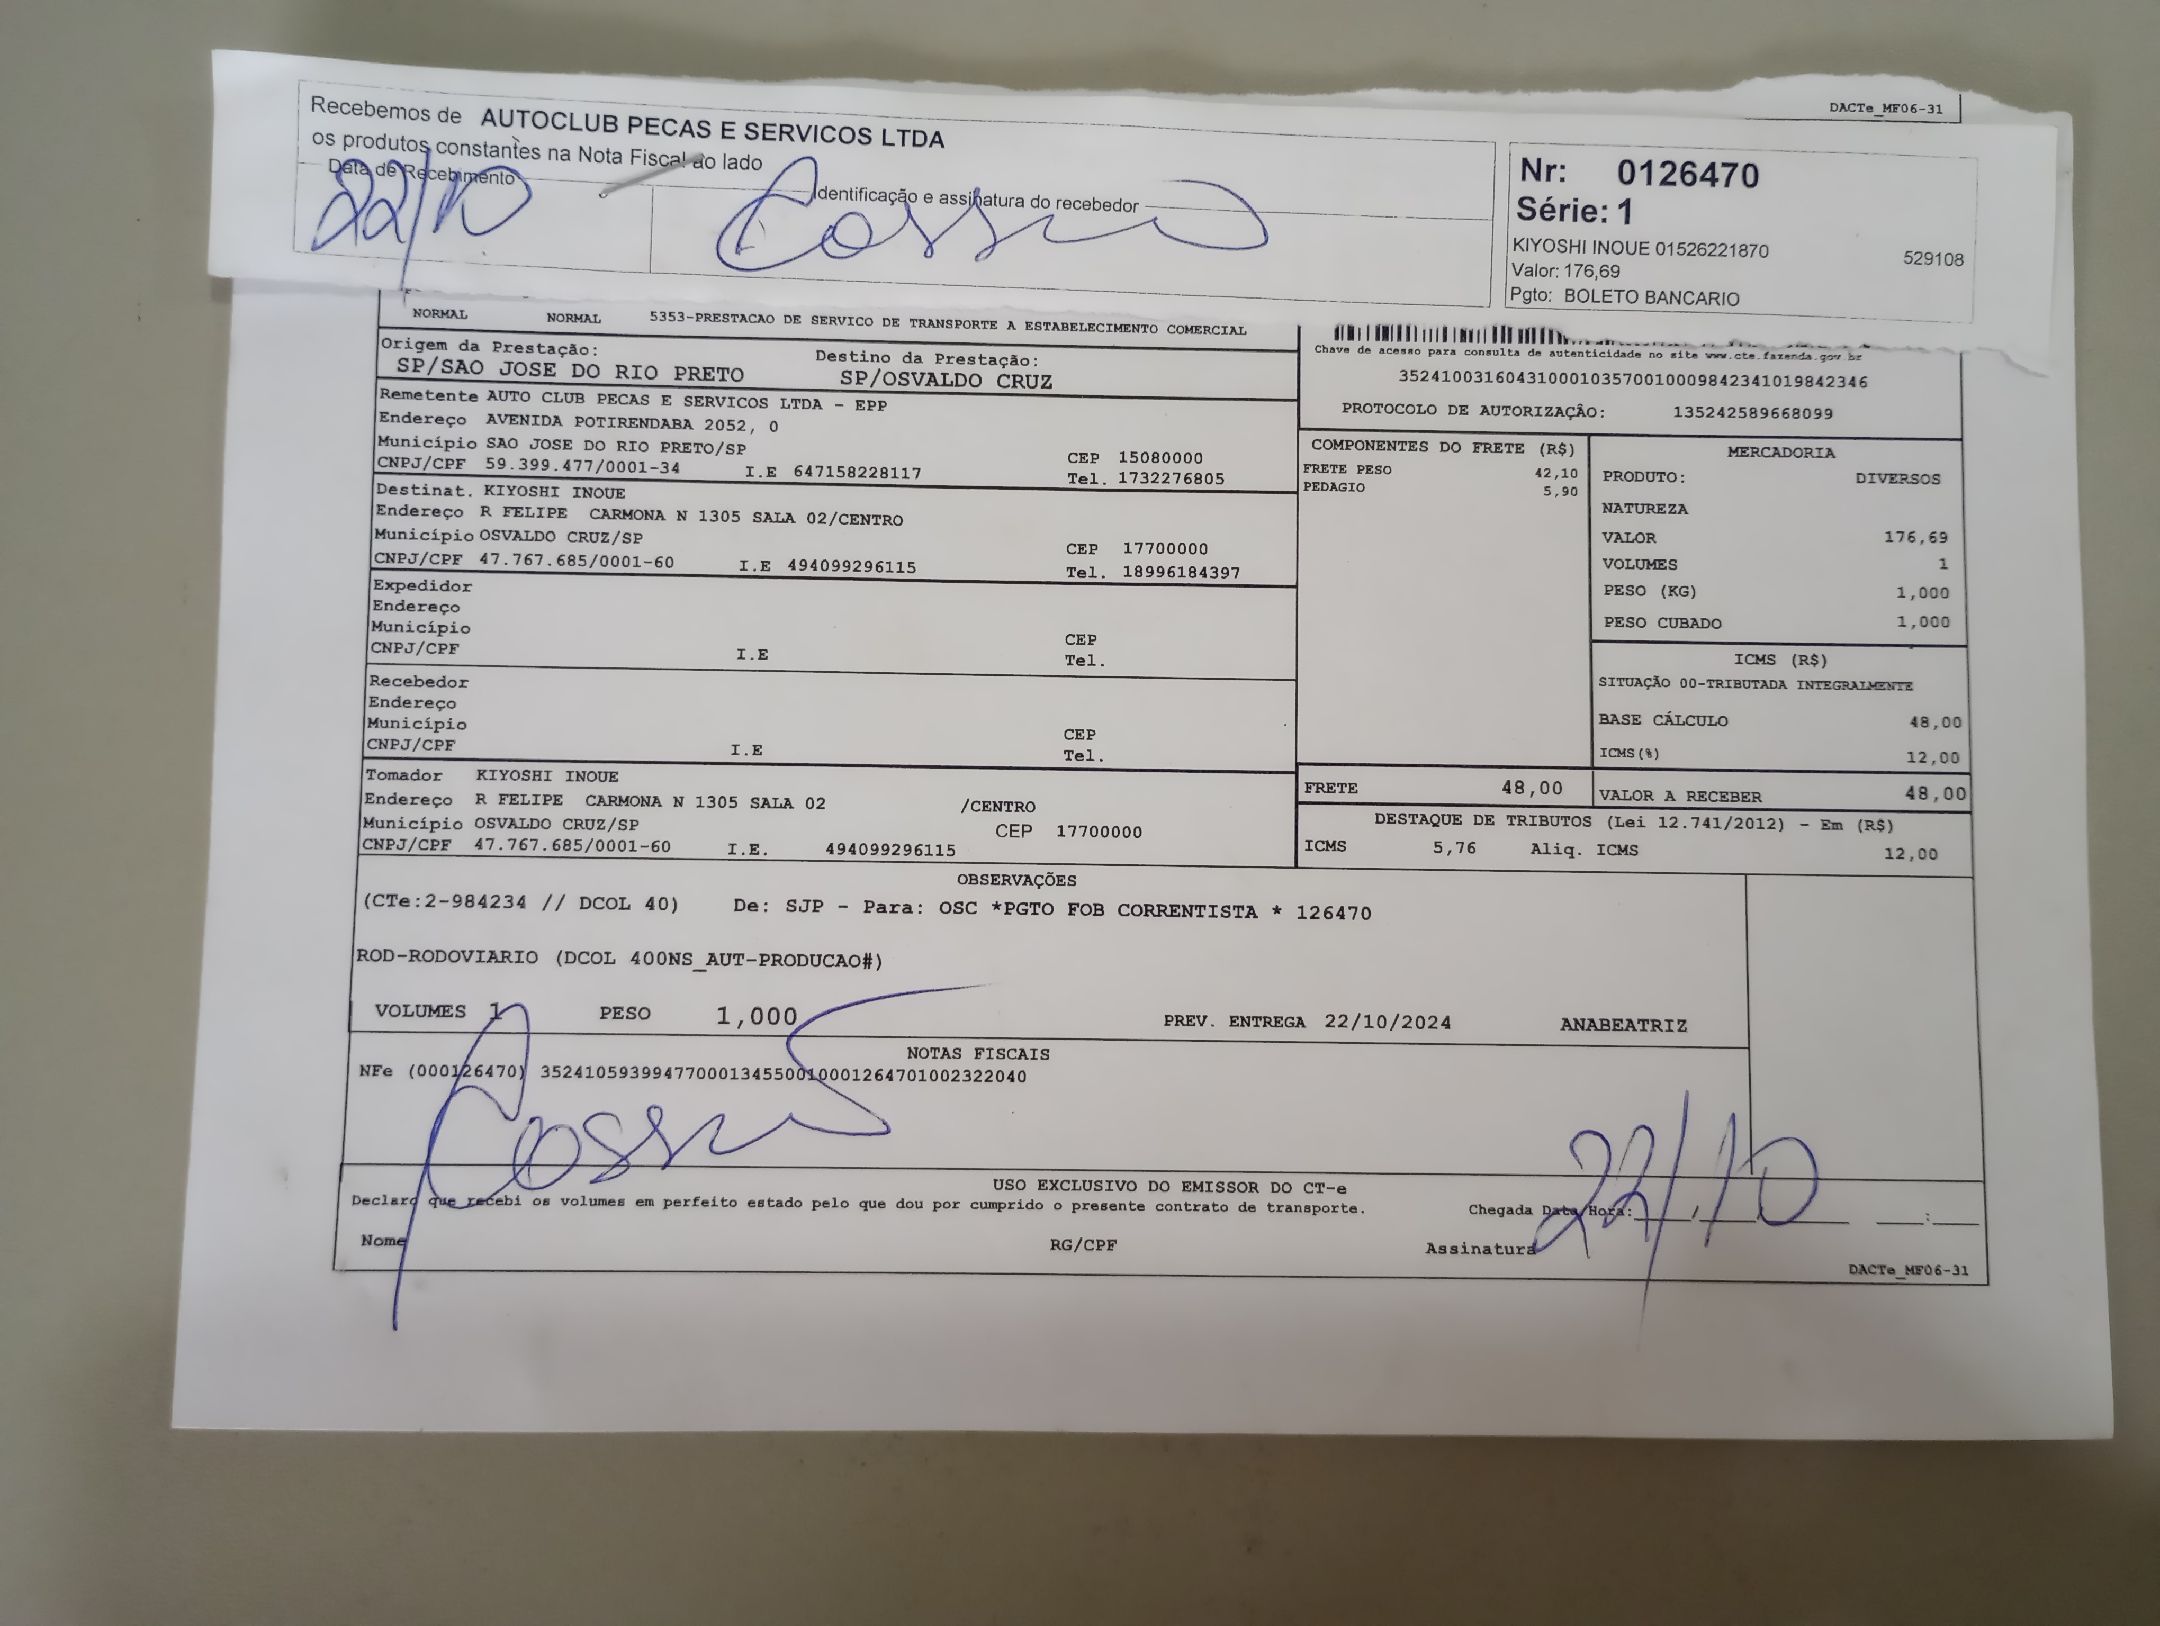 DACTe_MF06-31
Recebemos de AUTOCLUB PECAS E SERVICOS LTDA
os produtos constantes na Nota Fiscal ao lado
Data de Recebimento
Identificação e assinatura do recebedor
22/10
Nr: 0126470
Série: 1
KIYOSHI INOUE 01526221870 529108
Valor: 176,69
Pgto: BOLETO BANCARIO
NORMAL NORMAL 5353-PRESTACAO DE SERVICO DE TRANSPORTE A ESTABELECIMENTO COMERCIAL
Origem da Prestação: Destino da Prestação:
SP/SAO JOSE DO RIO PRETO SP/OSVALDO CRUZ
Chave de acesso para consulta de autenticidade no site www.cte.fazenda.gov.br
35241003160431000103570010009842341019842346
PROTOCOLO DE AUTORIZAÇÃO: 135242589668099
Remetente AUTO CLUB PECAS E SERVICOS LTDA - EPP
Endereço AVENIDA POTIRENDABA 2052, 0
Município SAO JOSE DO RIO PRETO/SP CEP 15080000
CNPJ/CPF 59.399.477/0001-34 I.E 647158228117 Tel. 1732276805
Destinat. KIYOSHI INOUE
Endereço R FELIPE CARMONA N 1305 SALA 02/CENTRO
Município OSVALDO CRUZ/SP CEP 17700000
CNPJ/CPF 47.767.685/0001-60 I.E 494099296115 Tel. 18996184397
Expedidor
Endereço
Município CEP
CNPJ/CPF I.E Tel.
Recebedor
Endereço
Município CEP
CNPJ/CPF I.E Tel.
Tomador KIYOSHI INOUE
Endereço R FELIPE CARMONA N 1305 SALA 02 /CENTRO
Município OSVALDO CRUZ/SP CEP 17700000
CNPJ/CPF 47.767.685/0001-60 I.E. 494099296115
COMPONENTES DO FRETE (R$)
FRETE PESO 42,10
PEDAGIO 5,90
MERCADORIA
PRODUTO: DIVERSOS
NATUREZA
VALOR 176,69
VOLUMES 1
PESO (KG) 1,000
PESO CUBADO 1,000
ICMS (R$)
SITUAÇÃO 00-TRIBUTADA INTEGRALMENTE
BASE CÁLCULO 48,00
ICMS(%) 12,00
FRETE 48,00 VALOR A RECEBER 48,00
DESTAQUE DE TRIBUTOS (Lei 12.741/2012) - Em (R$)
ICMS 5,76 Aliq. ICMS 12,00
OBSERVAÇÕES
(CTe:2-984234 // DCOL 40) De: SJP - Para: OSC *PGTO FOB CORRENTISTA * 126470
ROD-RODOVIARIO (DCOL 400NS_AUT-PRODUCAO#)
VOLUMES 1 PESO 1,000 PREV. ENTREGA 22/10/2024 ANABEATRIZ
NOTAS FISCAIS
NFe (000126470) 35241059399477000134550010001264701002322040
22/10
USO EXCLUSIVO DO EMISSOR DO CT-e
Declaro que recebi os volumes em perfeito estado pelo que dou por cumprido o presente contrato de transporte. Chegada Data/Hora:____/____/____ ____:____
Nome RG/CPF Assinatura
DACTe_MF06-31